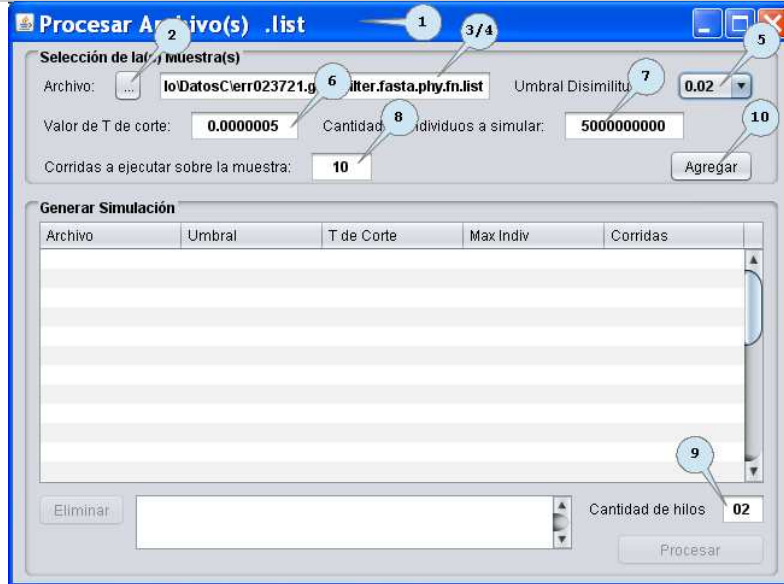 Procesar Ar    (s) .list
1
2
3/4
5
Selección de la( ) Muestra(s)
Archivo: ... lo\DatosC\err023721.g    ilter.fasta.phy.fn.list Umbral Disimilitu 0.02
6
7
Valor de T de corte: 0.0000005 Cantidad    dividuos a simular: 5000000000
8
10
Corridas a ejecutar sobre la muestra: 10 Agregar
Generar Simulación
Archivo Umbral T de Corte Max Indiv Corridas
9
Eliminar Cantidad de hilos 02
Procesar